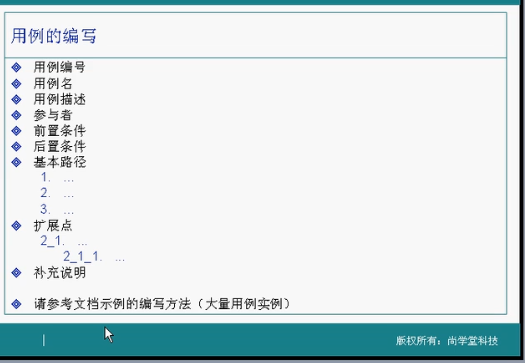 用例的编写
用例编号
用例名
用例描述
参与者
前置条件
后置条件
基本路径
1. ...
2. ...
3. ...
扩展点
2_1. ...
2_1_1. ...
补充说明
请参考文档示例的编写方法（大量用例实例）
版权所有：尚学堂科技